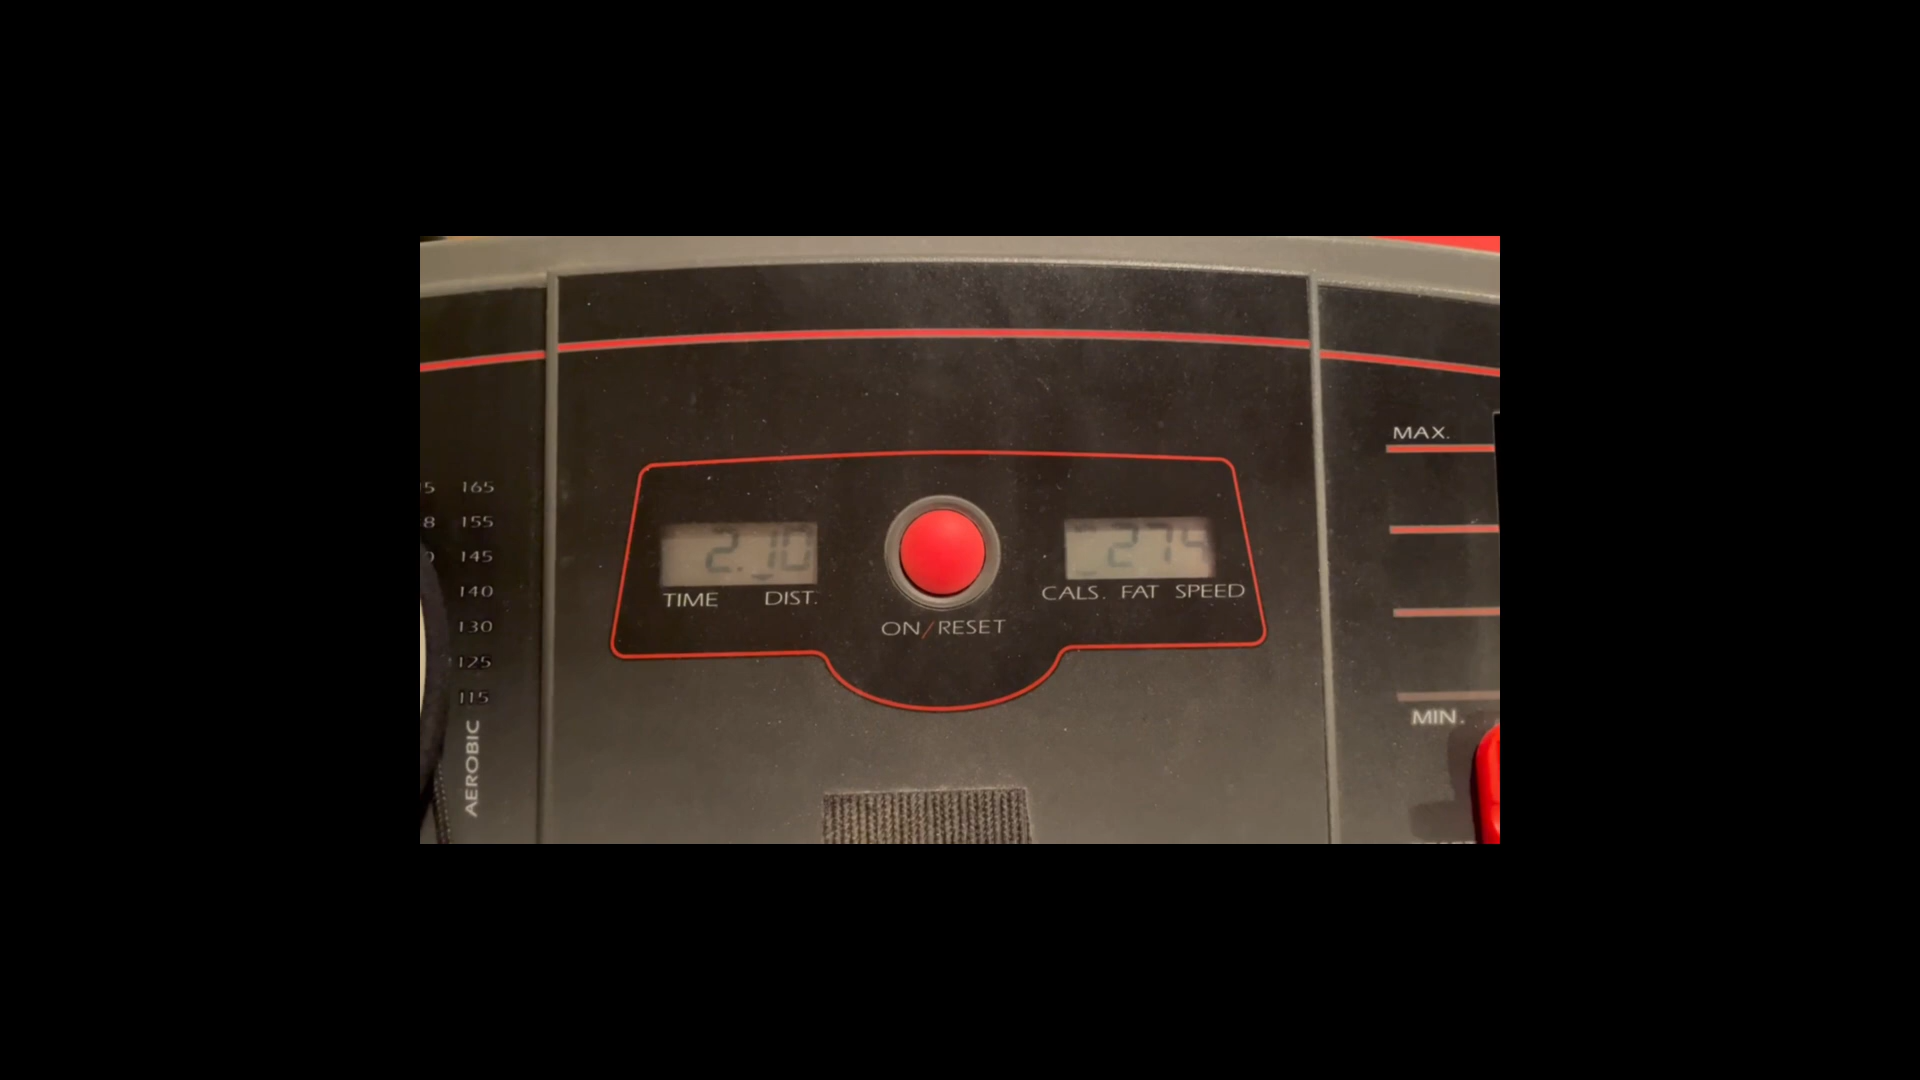 165
155
145
140
130
125
115
AEROBIC
2.10
TIME DIST.
ON/RESET
274
CALS. FAT SPEED
MAX.
MIN.